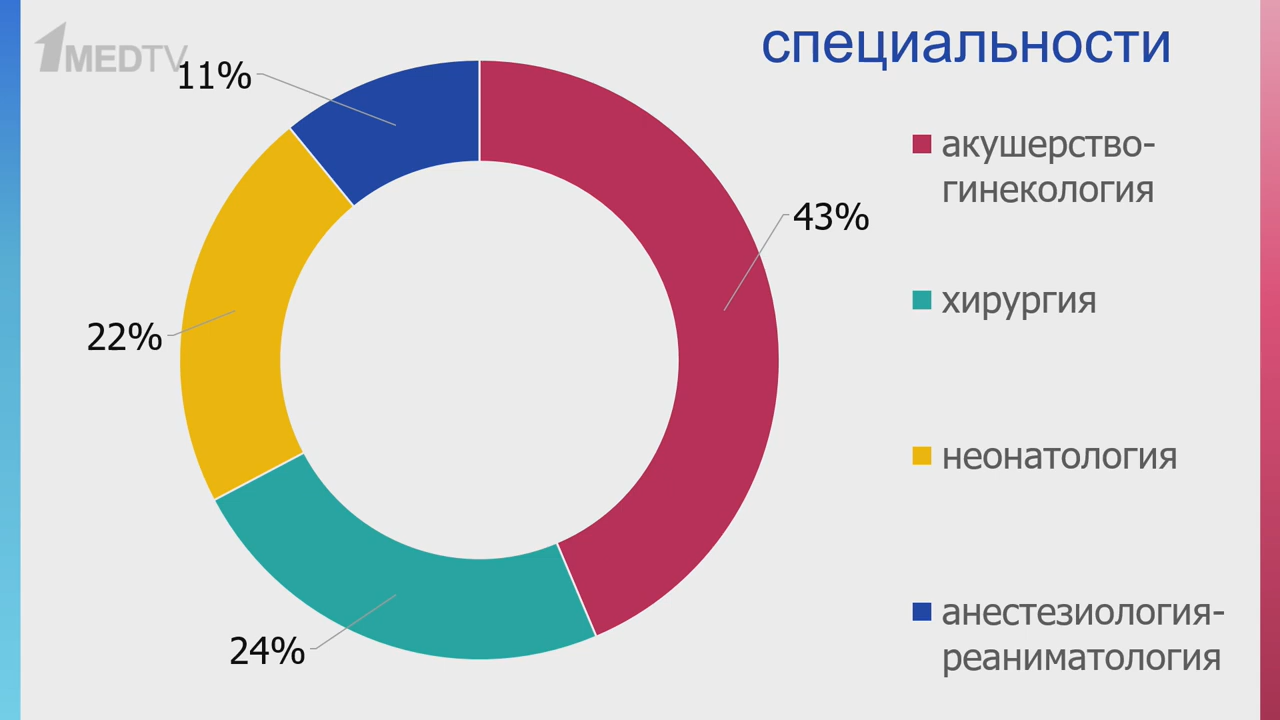 1MEDTV
специальности
11%
43%
22%
24%
акушерство-
гинекология
хирургия
неонатология
анестезиология-
реаниматология